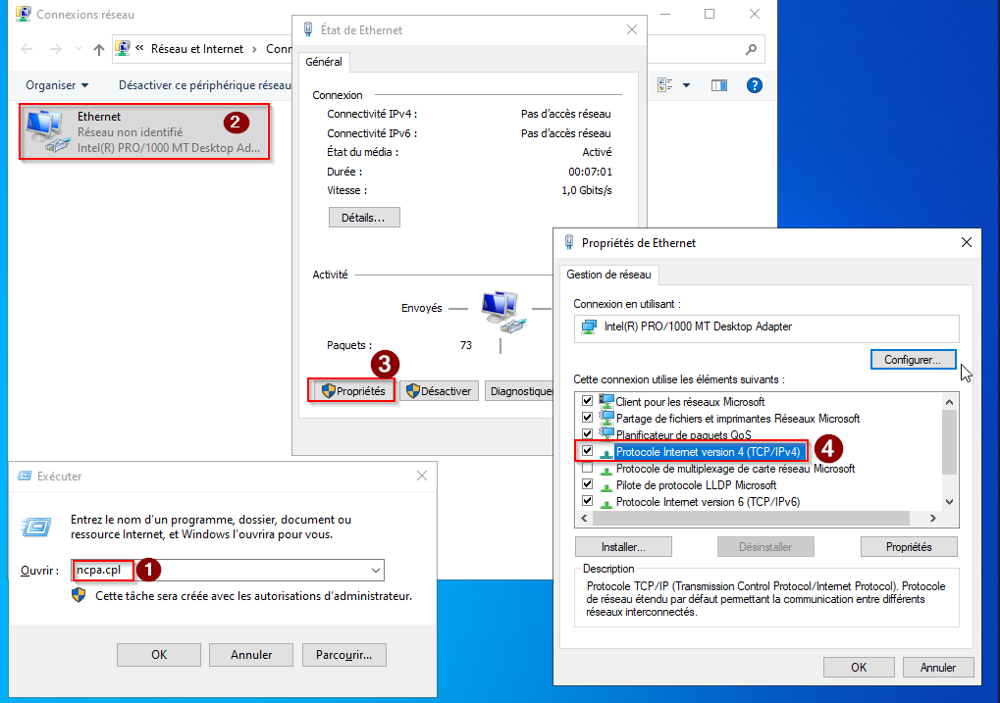 Connexions réseau
« Réseau et Internet › Conn
Organiser
Désactiver ce périphérique réseau
Ethernet
Réseau non identifié
Intel(R) PRO/1000 MT Desktop Ad...
2
État de Ethernet
Général
Connexion
Connectivité IPv4 : Pas d'accès réseau
Connectivité IPv6 : Pas d'accès réseau
État du média : Activé
Durée : 00:07:01
Vitesse : 1,0 Gbits/s
Détails...
Activité
Envoyés
Paquets : 73
3
Propriétés
Désactiver
Diagnostique
Propriétés de Ethernet
Gestion de réseau
Connexion en utilisant :
Intel(R) PRO/1000 MT Desktop Adapter
Configurer...
Cette connexion utilise les éléments suivants :
Client pour les réseaux Microsoft
Partage de fichiers et imprimantes Réseaux Microsoft
Planificateur de paquets QoS
Protocole Internet version 4 (TCP/IPv4)
4
Protocole de multiplexage de carte réseau Microsoft
Pilote de protocole LLDP Microsoft
Protocole Internet version 6 (TCP/IPv6)
Installer...
Désinstaller
Propriétés
Description
Protocole TCP/IP (Transmission Control Protocol/Internet Protocol). Protocole
de réseau étendu par défaut permettant la communication entre différents
réseaux interconnectés.
OK
Annuler
Exécuter
Entrez le nom d'un programme, dossier, document ou
ressource Internet, et Windows l'ouvrira pour vous.
Ouvrir : ncpa.cpl
1
Cette tâche sera créée avec les autorisations d'administrateur.
OK
Annuler
Parcourir...